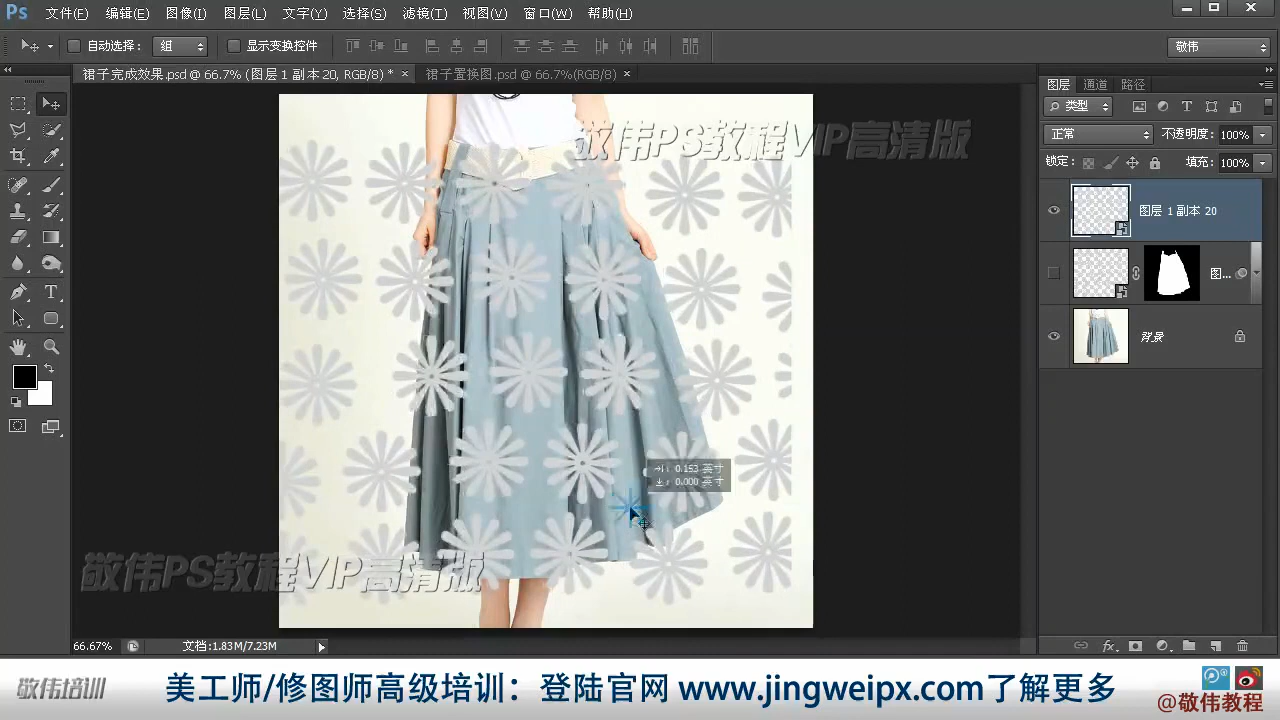 Ps 文件(F) 编辑(E) 图像(I) 图层(L) 文字(Y) 选择(S) 滤镜(T) 视图(V) 窗口(W) 帮助(H)
自动选择： 组 显示变换控件 敬伟
裙子完成效果.psd @ 66.7% (图层 1 副本 20, RGB/8) * × 裙子置换图.psd @ 66.7%(RGB/8) ×
图层 通道 路径
类型
正常 不透明度： 100%
锁定： 填充： 100%
敬伟PS教程VIP高清版
图层 1 副本 20
图...
背景
0.153 英寸
0.000 英寸
敬伟PS教程VIP高清版
66.67% 文档:1.83M/7.23M
敬伟培训 美工师/修图师高级培训：登陆官网 www.jingweipx.com了解更多
@敬伟教程